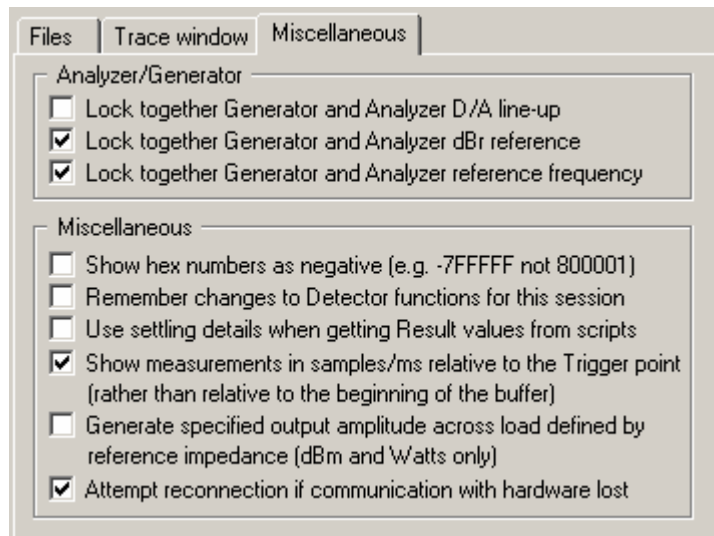 Files Trace window Miscellaneous
Analyzer/Generator
Lock together Generator and Analyzer D/A line-up
Lock together Generator and Analyzer dBr reference
Lock together Generator and Analyzer reference frequency
Miscellaneous
Show hex numbers as negative (e.g. -7FFFFF not 800001)
Remember changes to Detector functions for this session
Use settling details when getting Result values from scripts
Show measurements in samples/ms relative to the Trigger point
(rather than relative to the beginning of the buffer)
Generate specified output amplitude across load defined by
reference impedance (dBm and Watts only)
Attempt reconnection if communication with hardware lost